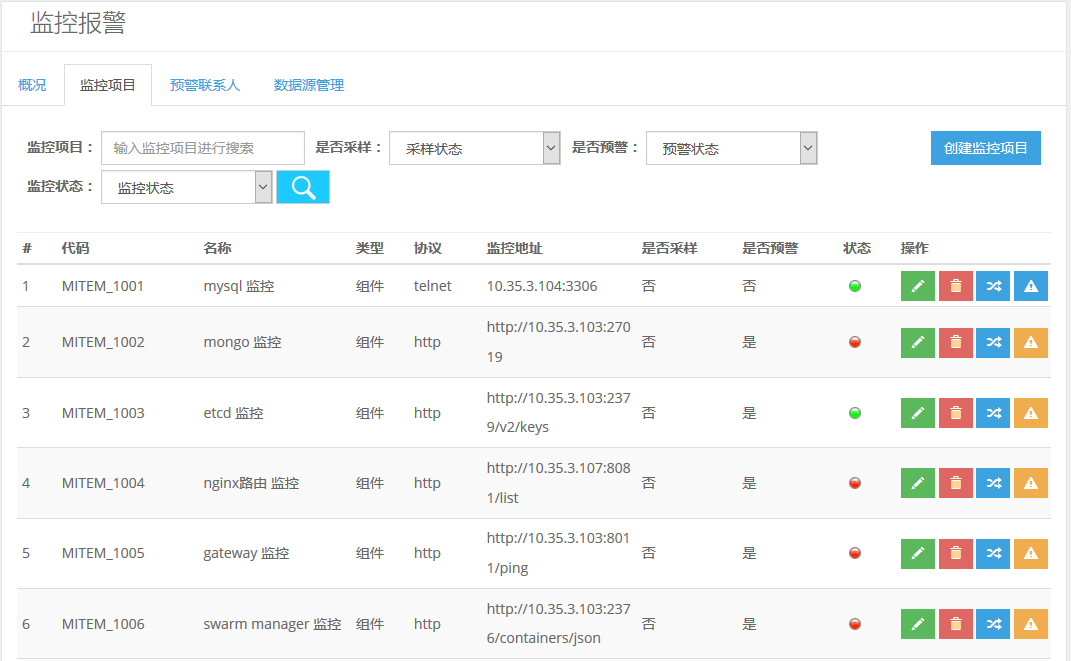 监控报警
概况 监控项目 预警联系人 数据源管理
监控项目： 输入监控项目进行搜索 是否采样： 采样状态 是否预警： 预警状态 创建监控项目
监控状态： 监控状态
# 代码 名称 类型 协议 监控地址 是否采样 是否预警 状态 操作
1 MITEM_1001 mysql 监控 组件 telnet 10.35.3.104:3306 否 否
2 MITEM_1002 mongo 监控 组件 http http://10.35.3.103:270 否 是
19
3 MITEM_1003 etcd 监控 组件 http http://10.35.3.103:237 否 是
9/v2/keys
4 MITEM_1004 nginx路由 监控 组件 http http://10.35.3.107:808 否 是
1/list
5 MITEM_1005 gateway 监控 组件 http http://10.35.3.103:801 否 是
1/ping
6 MITEM_1006 swarm manager 监控 组件 http http://10.35.3.103:237 否 是
6/containers/json